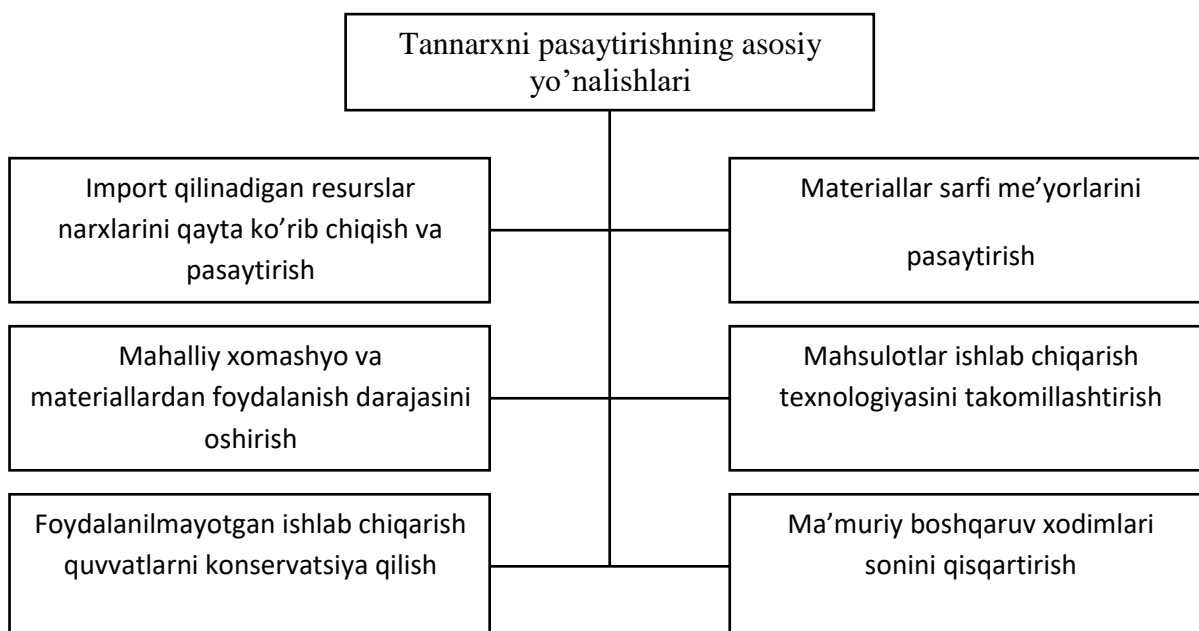 Tannarxni pasaytirishning asosiy
yo’nalishlari
Import qilinadigan resurslar
narxlarini qayta ko’rib chiqish va
pasaytirish
Materiallar sarfi me’yorlarini
pasaytirish
Mahalliy xomashyo va
materiallardan foydalanish darajasini
oshirish
Mahsulotlar ishlab chiqarish
texnologiyasini takomillashtirish
Foydalanilmayotgan ishlab chiqarish
quvvatlarni konservatsiya qilish
Ma’muriy boshqaruv xodimlari
sonini qisqartirish